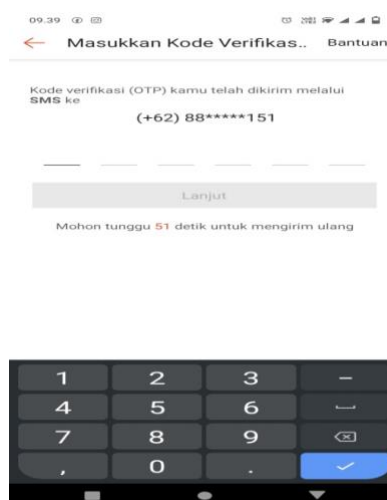 09.39
Masukkan Kode Verifikas.. Bantuan
Kode verifikasi (OTP) kamu telah dikirim melalui
SMS ke
(+62) 88*****151
Lanjut
Mohon tunggu 51 detik untuk mengirim ulang
1 2 3 –
4 5 6
7 8 9
, 0 .